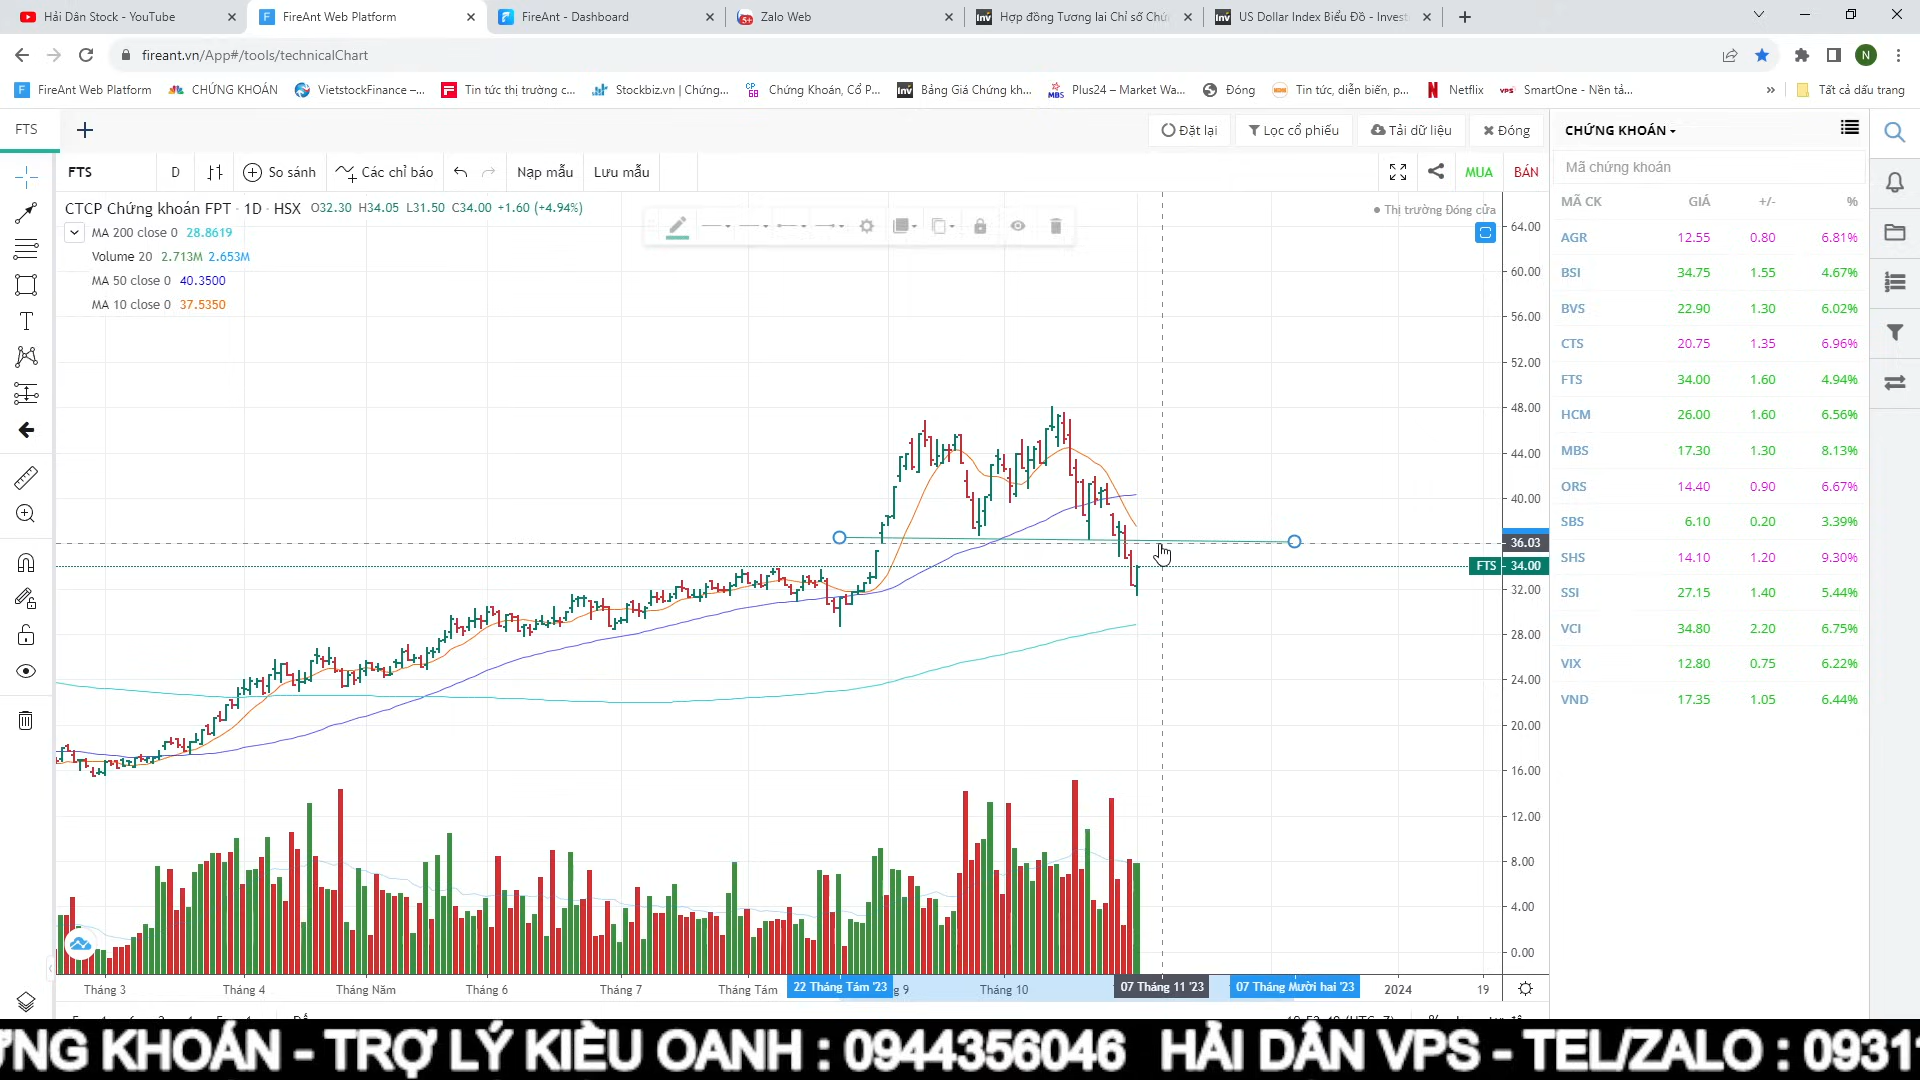 Hải Dân Stock - YouTube
FireAnt Web Platform
FireAnt - Dashboard
Zalo Web
Hợp đồng Tương lai Chỉ số Chứ
US Dollar Index Biểu Đồ - Invest
fireant.vn/App#/tools/technicalChart
N
FireAnt Web Platform
CHỨNG KHOÁN
VietstockFinance –...
Tin tức thị trường c...
Stockbiz.vn | Chứng...
Chứng Khoán, Cổ P...
Bảng Giá Chứng kh...
Plus24 – Market Wa...
Đóng
Tin tức, diễn biến, p...
Netflix
SmartOne - Nền tả...
»
Tất cả dấu trang
FTS
Đặt lại
Lọc cổ phiếu
Tải dữ liệu
Đóng
CHỨNG KHOÁN
FTS
D
So sánh
Các chỉ báo
Nạp mẫu
Lưu mẫu
MUA
BÁN
Mã chứng khoán
CTCP Chứng khoán FPT · 1D · HSX O32.30 H34.05 L31.50 C34.00 +1.60 (+4.94%)
Thị trường Đóng cửa
MA 200 close 0 28.8619
Volume 20 2.713M 2.653M
MA 50 close 0 40.3500
MA 10 close 0 37.5350
MÃ CK GIÁ +/- %
AGR 12.55 0.80 6.81%
BSI 34.75 1.55 4.67%
BVS 22.90 1.30 6.02%
CTS 20.75 1.35 6.96%
FTS 34.00 1.60 4.94%
HCM 26.00 1.60 6.56%
MBS 17.30 1.30 8.13%
ORS 14.40 0.90 6.67%
SBS 6.10 0.20 3.39%
SHS 14.10 1.20 9.30%
SSI 27.15 1.40 5.44%
VCI 34.80 2.20 6.75%
VIX 12.80 0.75 6.22%
VND 17.35 1.05 6.44%
64.00
60.00
56.00
52.00
48.00
44.00
40.00
36.03
FTS 34.00
32.00
28.00
24.00
20.00
16.00
12.00
8.00
4.00
0.00
Tháng 3
Tháng 4
Tháng Năm
Tháng 6
Tháng 7
Tháng Tám
22 Tháng Tám '23
9
Tháng 10
07 Tháng 11 '23
07 Tháng Mười hai '23
2024
19
ỨNG KHOÁN - TRỢ LÝ KIỀU OANH : 0944356046 HẢI DÂN VPS - TEL/ZALO : 0931